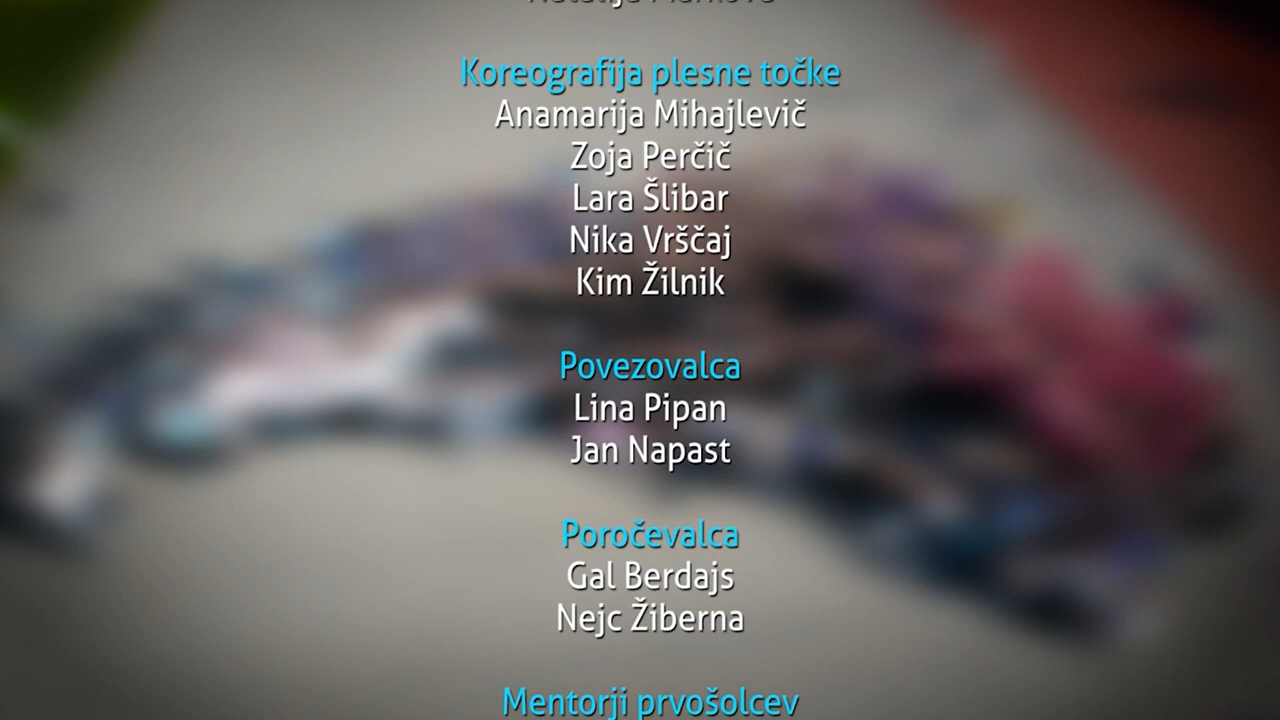 Koreografija plesne točke
Anamarija Mihajlevič
Zoja Perčič
Lara Šlibar
Nika Vrščaj
Kim Žilnik
Povezovalca
Lina Pipan
Jan Napast
Poročevalca
Gal Berdajs
Nejc Žiberna
Mentorji prvošolcev